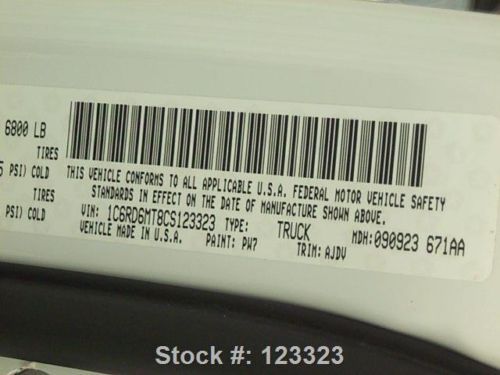 6800 LB
TIRES
5 PSI) COLD
TIRES
PSI) COLD
THIS VEHICLE CONFORMS TO ALL APPLICABLE U.S.A. FEDERAL MOTOR VEHICLE SAFETY
STANDARDS IN EFFECT ON THE DATE OF MANUFACTURE SHOWN ABOVE.
VIN: 1C6RD6MT8CS123323 TYPE: TRUCK MDH: 090923 671AA
VEHICLE MADE IN U.S.A. PAINT: PW7 TRIM: AJDV
Stock #: 123323